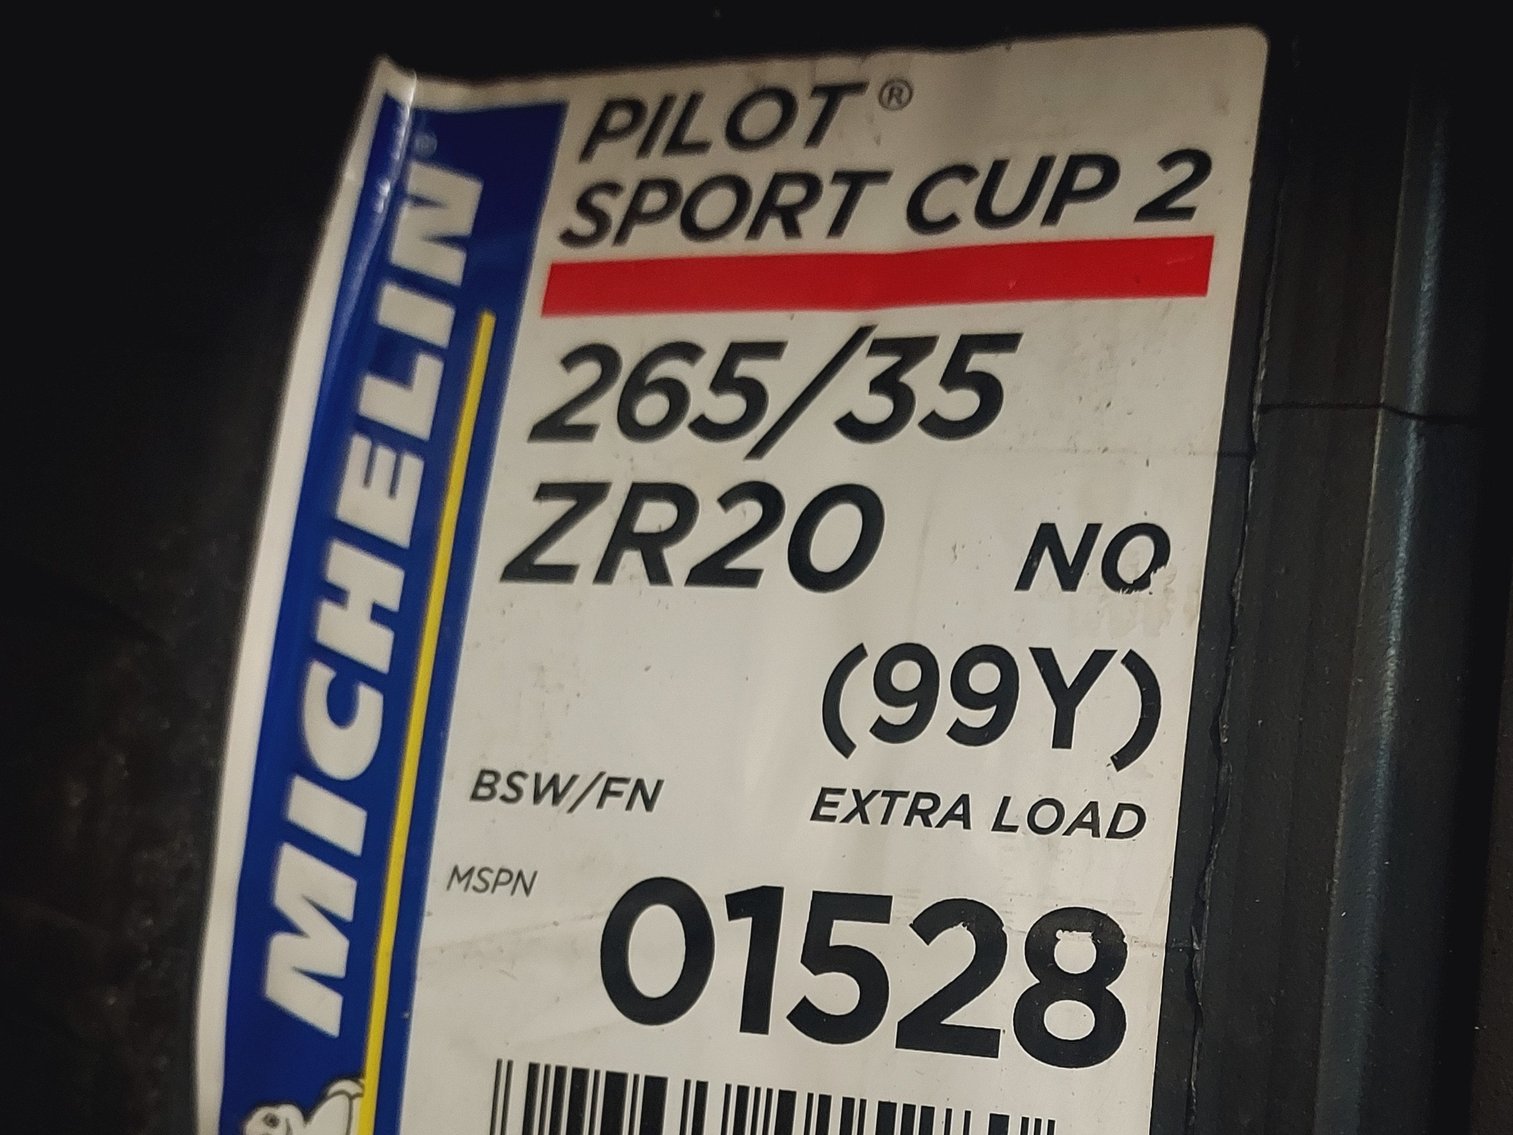 MICHELIN®
PILOT®
SPORT CUP 2
265/35
ZR20 NO
(99Y)
BSW/FN EXTRA LOAD
MSPN 01528